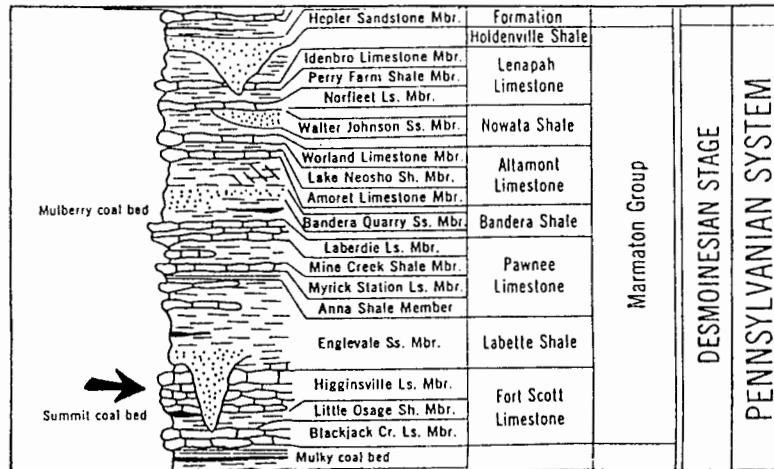 Hepler Sandstone Mbr.
Formation
Holdenville Shale
Idenbro Limestone Mbr.
Perry Farm Shale Mbr.
Norfleet Ls. Mbr.
Lenapah
Limestone
Walter Johnson Ss. Mbr.
Nowata Shale
Worland Limestone Mbr.
Lake Neosho Sh. Mbr.
Amoret Limestone Mbr.
Altamont
Limestone
Mulberry coal bed
Bandera Quarry Ss. Mbr.
Bandera Shale
Laberdie Ls. Mbr.
Mine Creek Shale Mbr.
Myrick Station Ls. Mbr.
Anna Shale Member
Pawnee
Limestone
Englevale Ss. Mbr.
Labette Shale
Higginsville Ls. Mbr.
Little Osage Sh. Mbr.
Blackjack Cr. Ls. Mbr.
Fort Scott
Limestone
Summit coal bed
Mulky coal bed
Marmaton Group
DESMOINESIAN STAGE
PENNSYLVANIAN SYSTEM